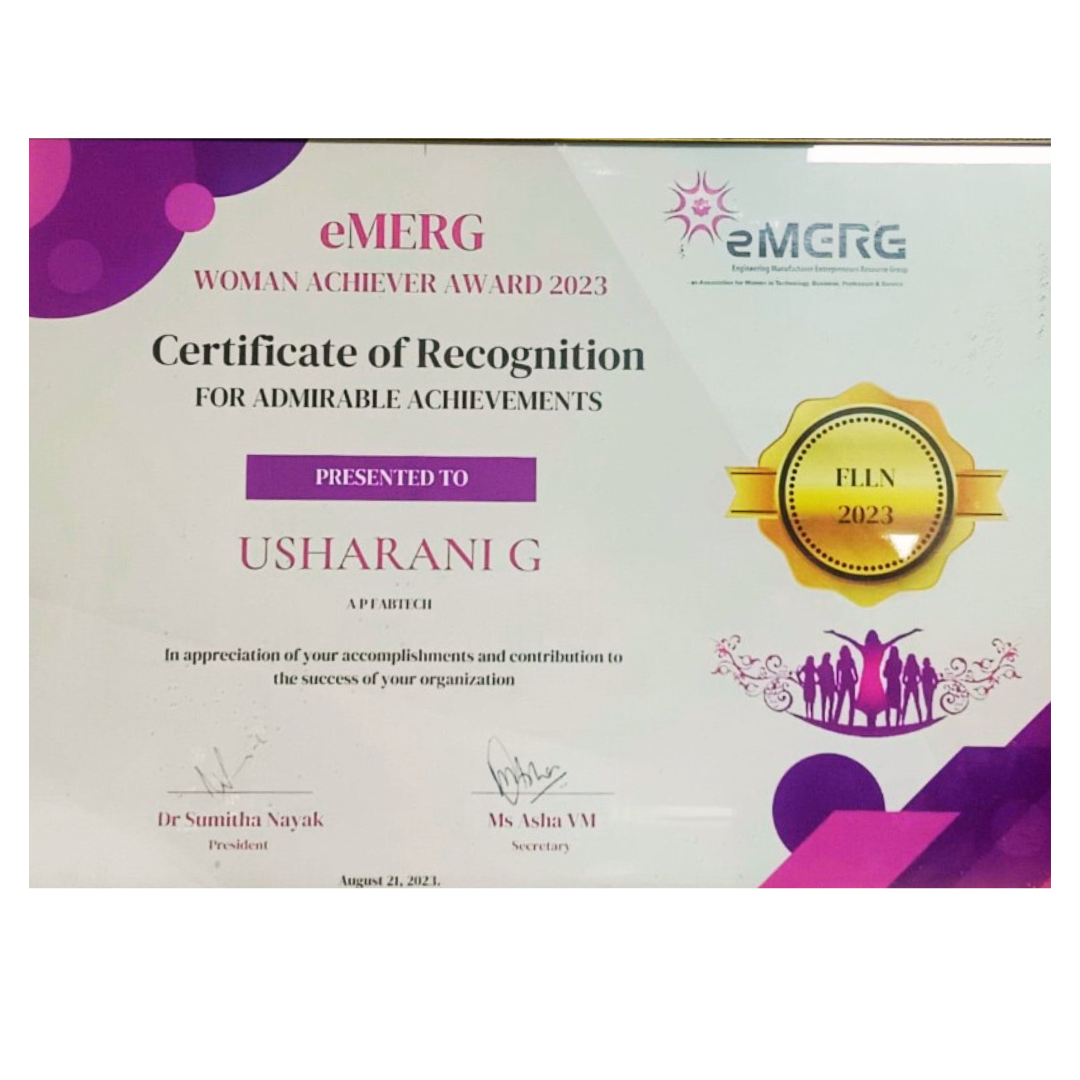 eMERG
WOMAN ACHIEVER AWARD 2023
Certificate of Recognition
FOR ADMIRABLE ACHIEVEMENTS
PRESENTED TO
USHARANI G
A P FABTECH
In appreciation of your accomplishments and contribution to
the success of your organization
Dr Sumitha Nayak
President
Ms Asha VM
Secretary
August 21, 2023.
eMERG
Engineering Manufacturer Entrepreneurs Resource Group
an Association for Women in Technology, Business, Profession & Service
FLLN
2023